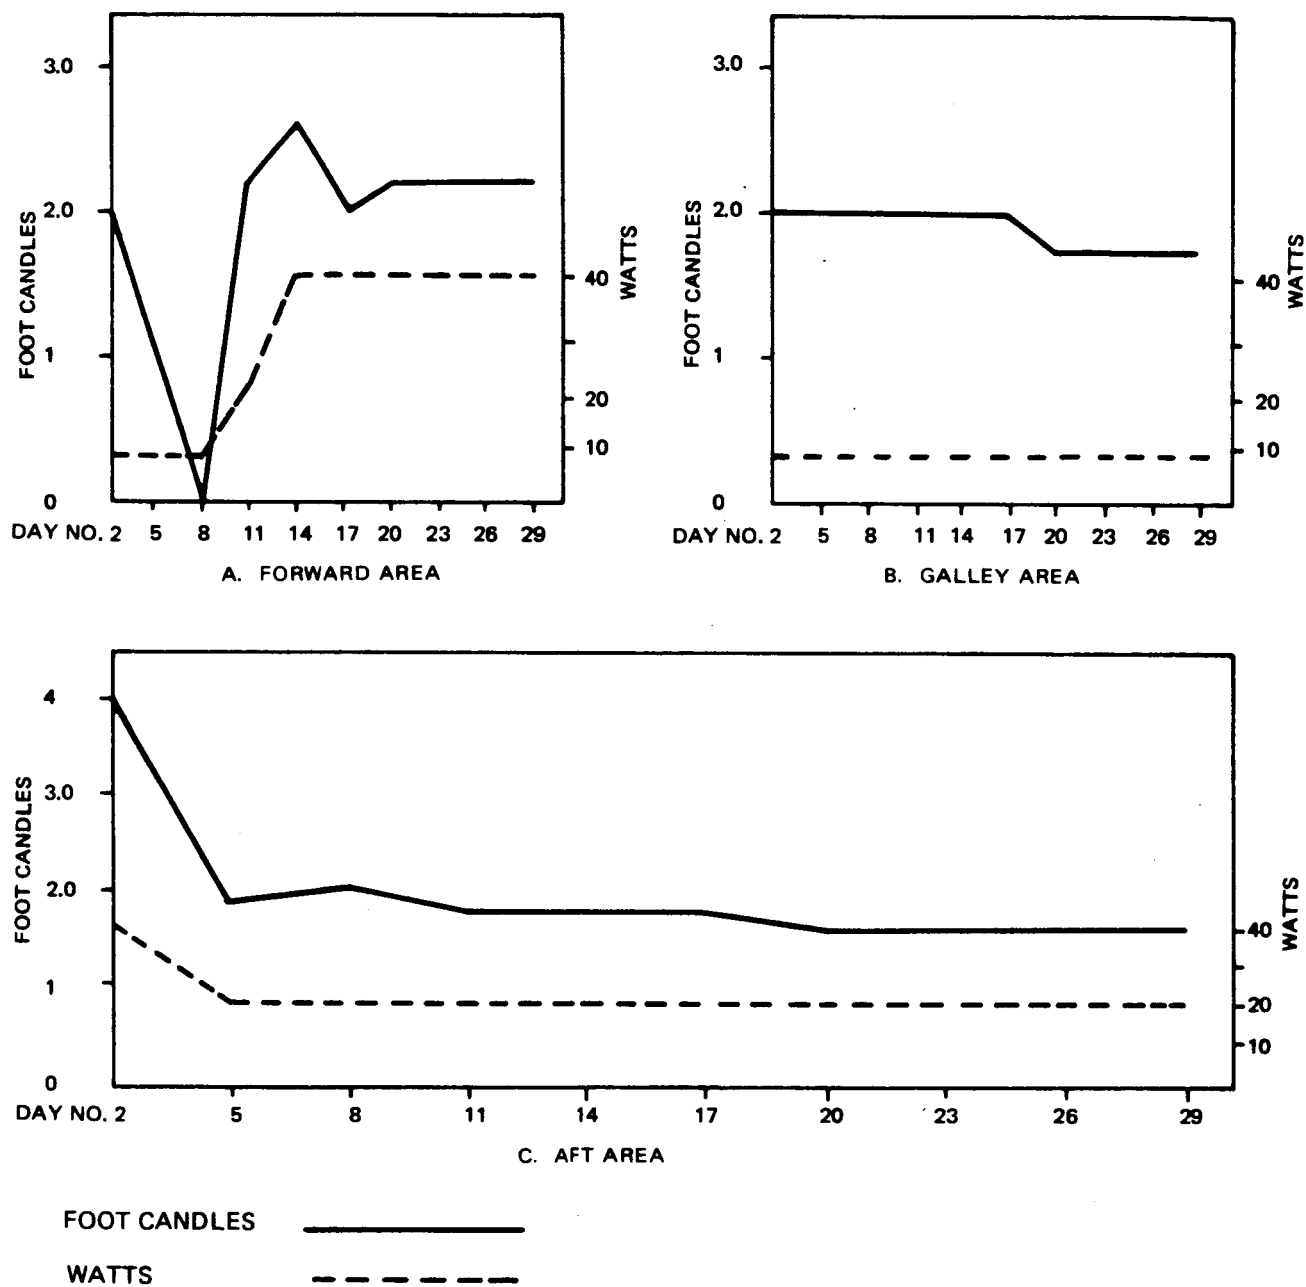 3.0
2.0
1
0
FOOT CANDLES
40
20
10
WATTS
DAY NO. 2 5 8 11 14 17 20 23 26 29
A. FORWARD AREA
3.0
2.0
1
0
FOOT CANDLES
40
20
10
WATTS
DAY NO. 2 5 8 11 14 17 20 23 26 29
B. GALLEY AREA
4
3.0
2.0
1
0
FOOT CANDLES
40
20
10
WATTS
DAY NO. 2 5 8 11 14 17 20 23 26 29
C. AFT AREA
FOOT CANDLES
WATTS